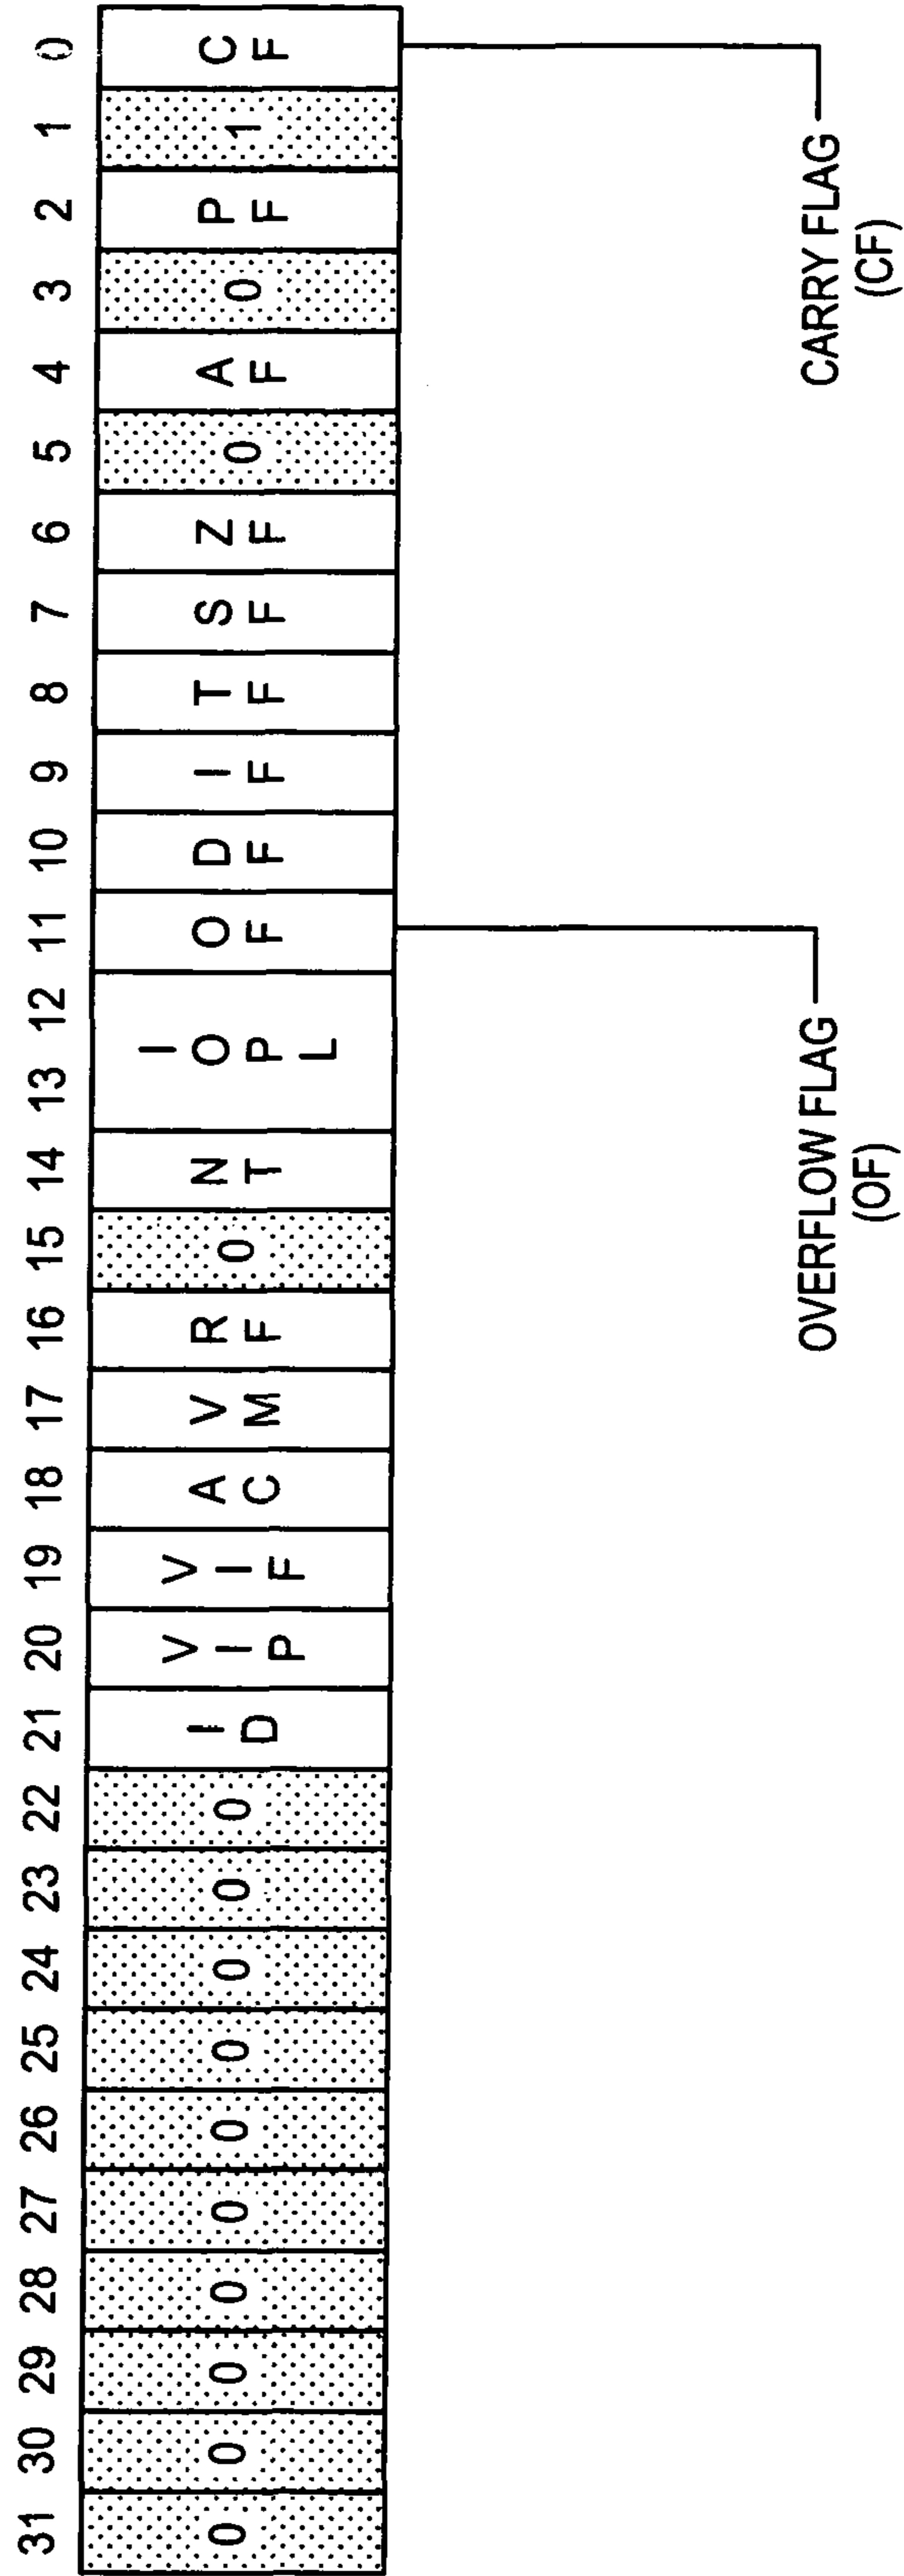 31 30 29 28 27 26 25 24 23 22 21 20 19 18 17 16 15 14 13 12 11 10 9 8 7 6 5 4 3 2 1 0
0 0 0 0 0 0 0 0 0 0 ID VIP VIF AC VM RF 0 NT IOPL OF DF IF TF SF ZF 0 AF 0 PF 1 CF
OVERFLOW FLAG
(OF)
CARRY FLAG
(CF)